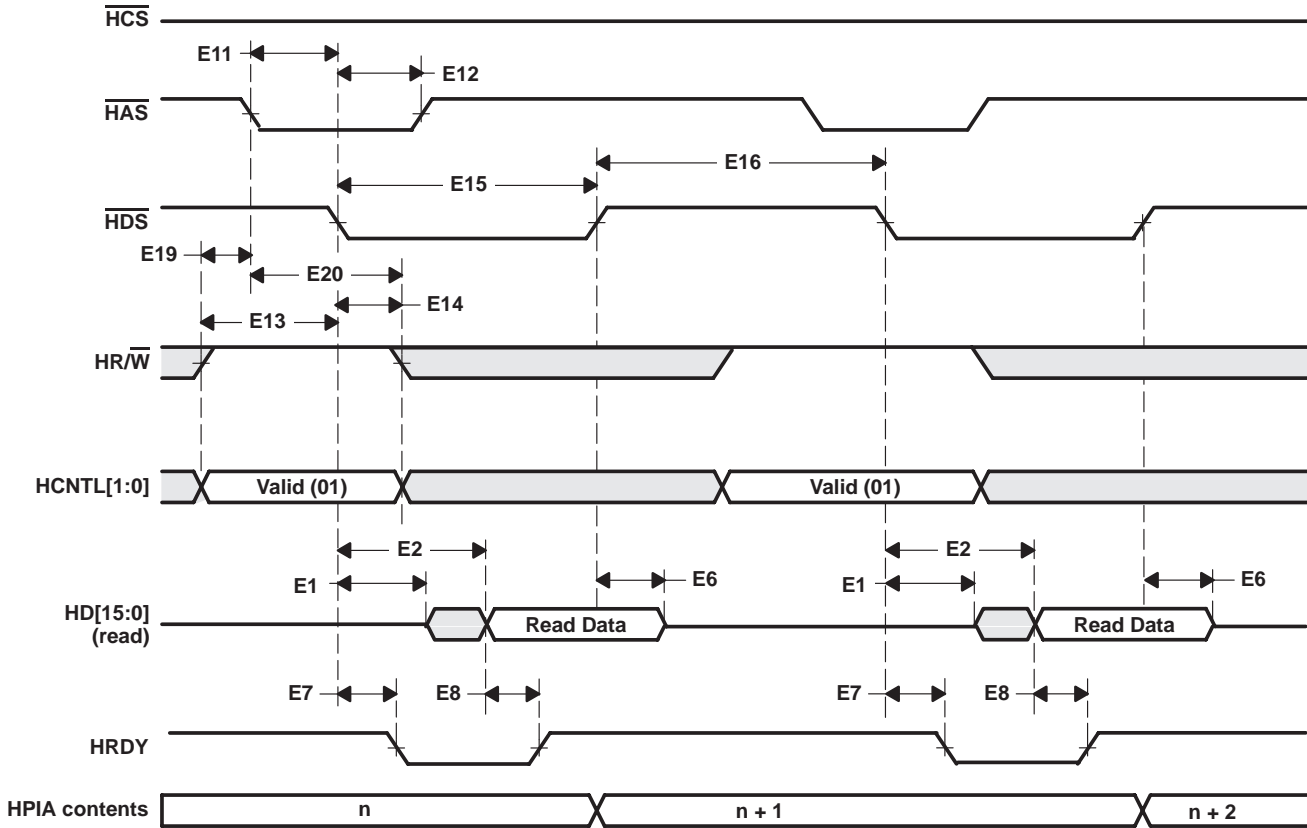 HCS
E11
E12
HAS
E16
E15
HDS
E19
E20
E14
E13
HR/W
HCNTL[1:0] Valid (01) Valid (01)
E2 E2
E1 E6 E1 E6
HD[15:0]
(read) Read Data Read Data
E7 E8 E7 E8
HRDY
HPIA contents n n + 1 n + 2